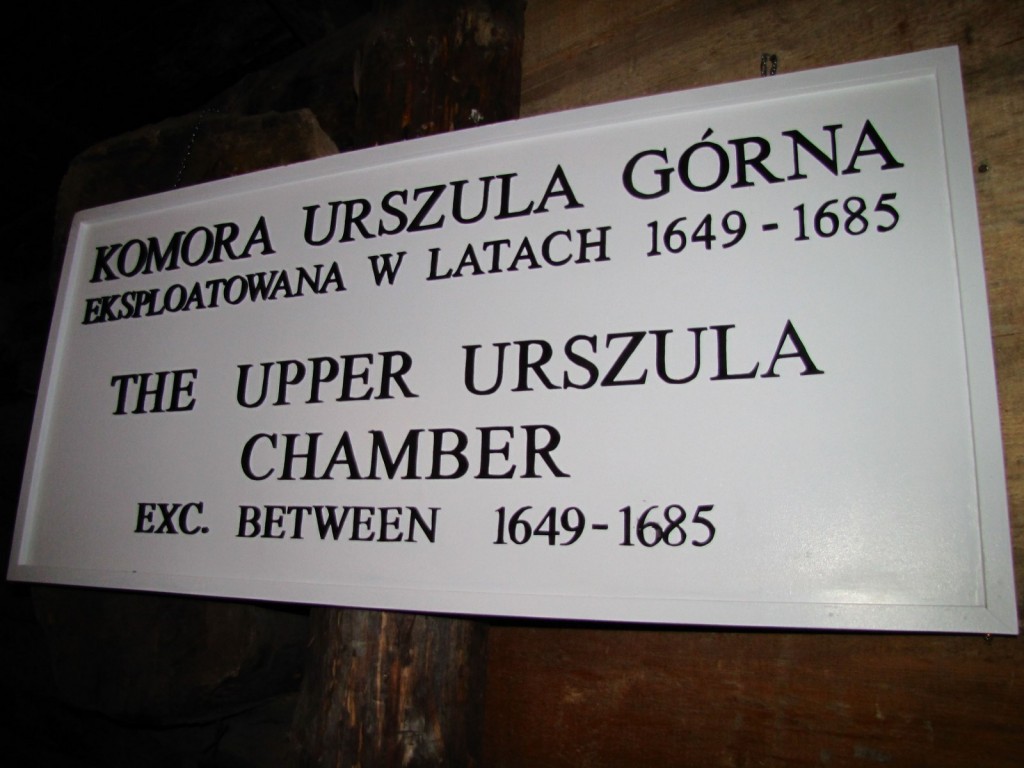 KOMORA URSZULA GÓRNA
EKSPLOATOWANA W LATACH 1649 - 1685
THE UPPER URSZULA
CHAMBER
EXC. BETWEEN 1649 - 1685